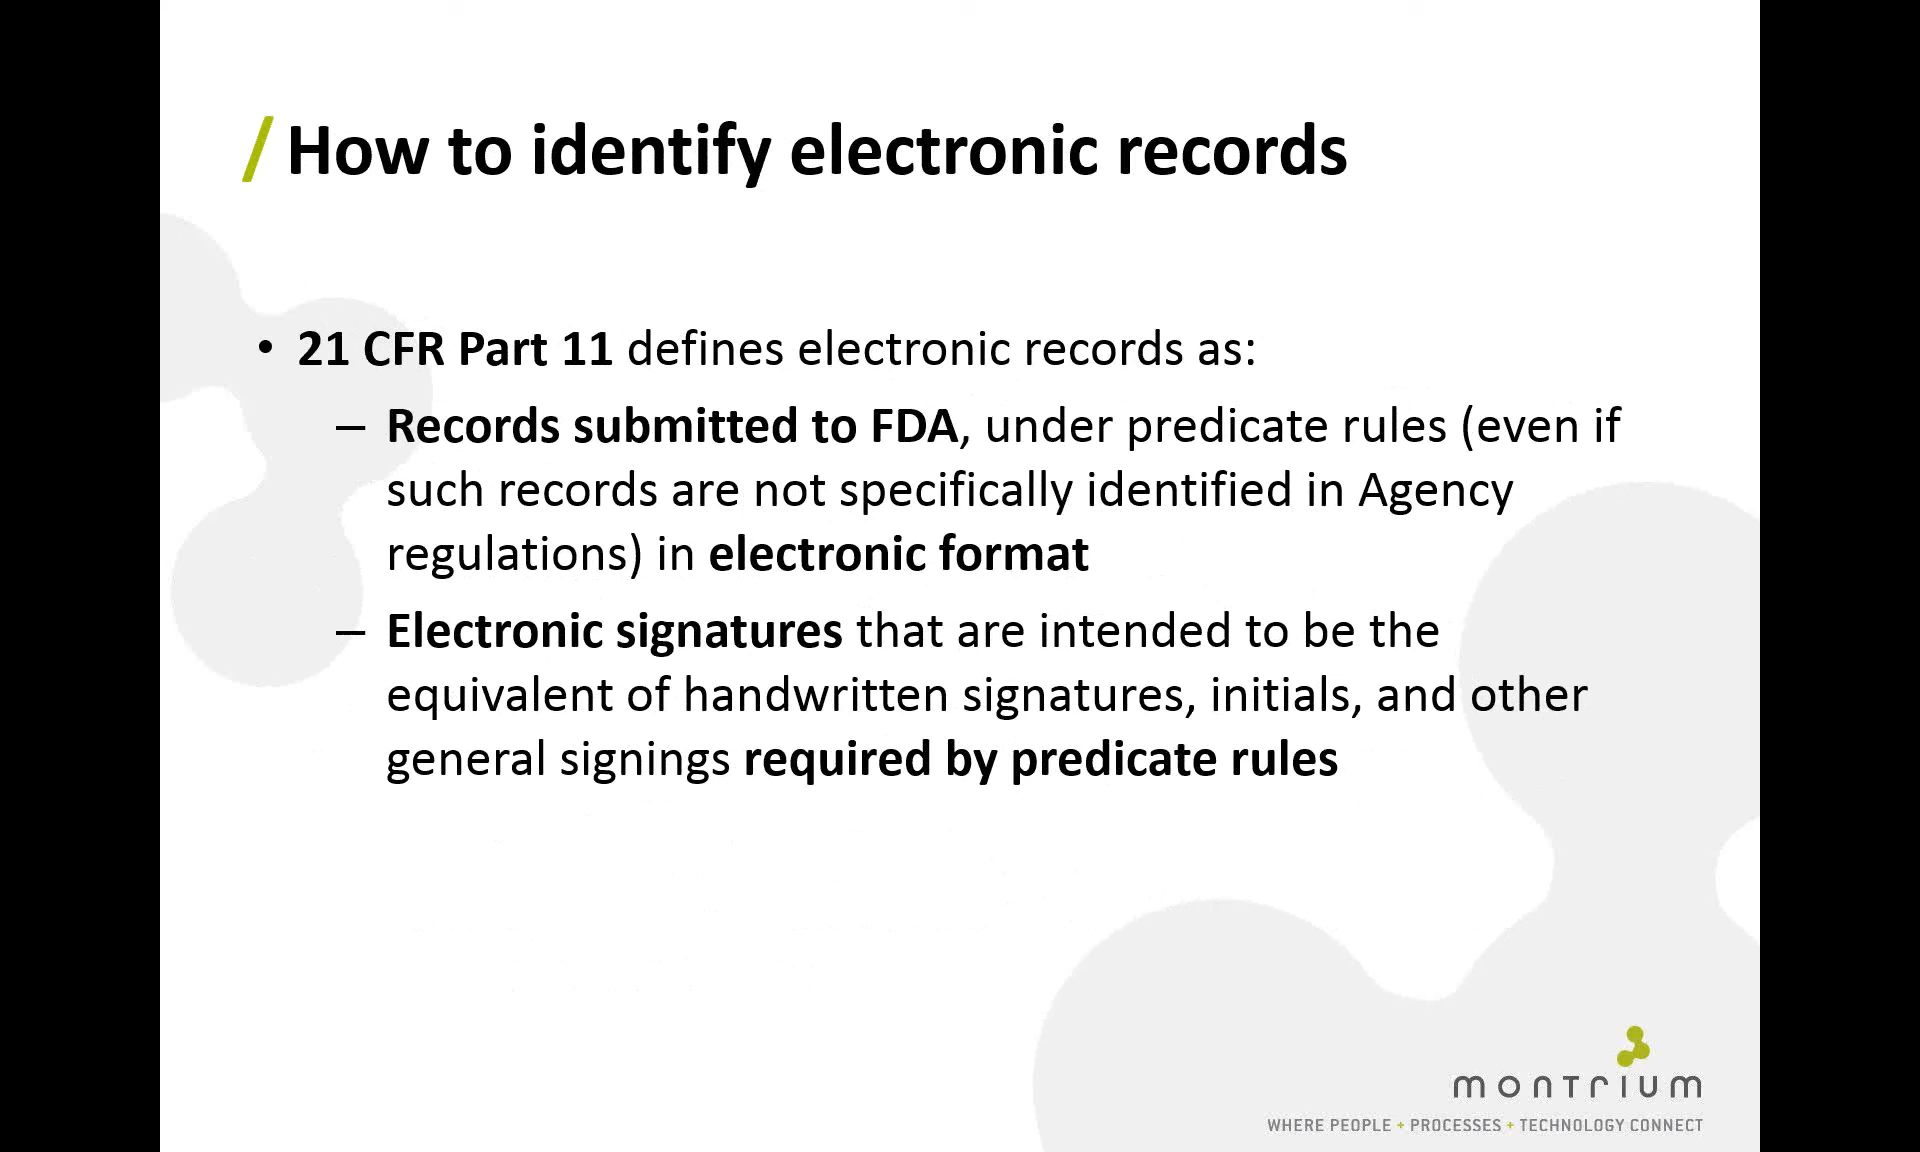 / How to identify electronic records
• 21 CFR Part 11 defines electronic records as:
– Records submitted to FDA, under predicate rules (even if
such records are not specifically identified in Agency
regulations) in electronic format
– Electronic signatures that are intended to be the
equivalent of handwritten signatures, initials, and other
general signings required by predicate rules
montrium
WHERE PEOPLE + PROCESSES + TECHNOLOGY CONNECT